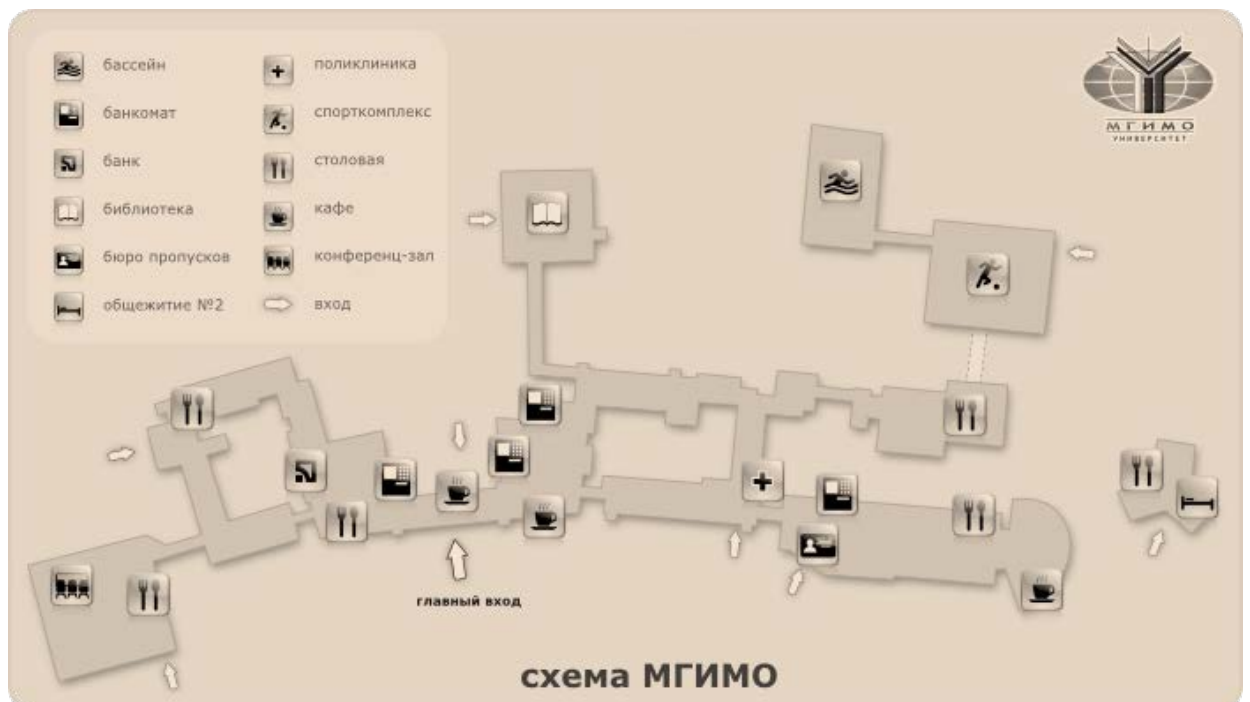 бассейн
поликлиника
банкомат
спорткомплекс
банк
столовая
библиотека
кафе
бюро пропусков
конференц-зал
общежитие №2
вход
МГИМО
УНИВЕРСИТЕТ
главный вход
схема МГИМО